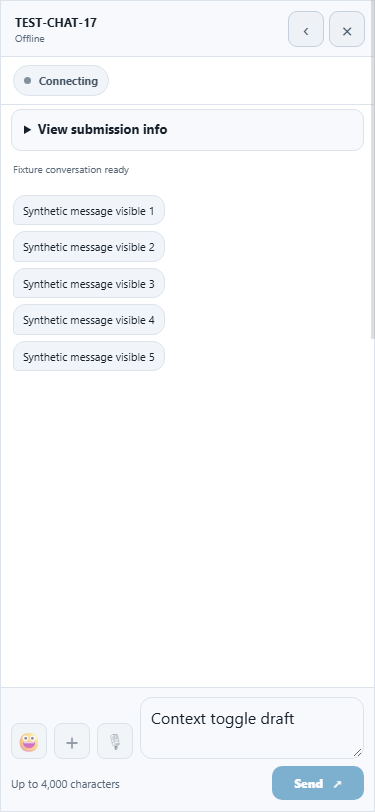 TEST-CHAT-17
Offline
Connecting
View submission info
Fixture conversation ready
Synthetic message visible 1
Synthetic message visible 2
Synthetic message visible 3
Synthetic message visible 4
Synthetic message visible 5
Context toggle draft
Up to 4,000 characters
Send ↗